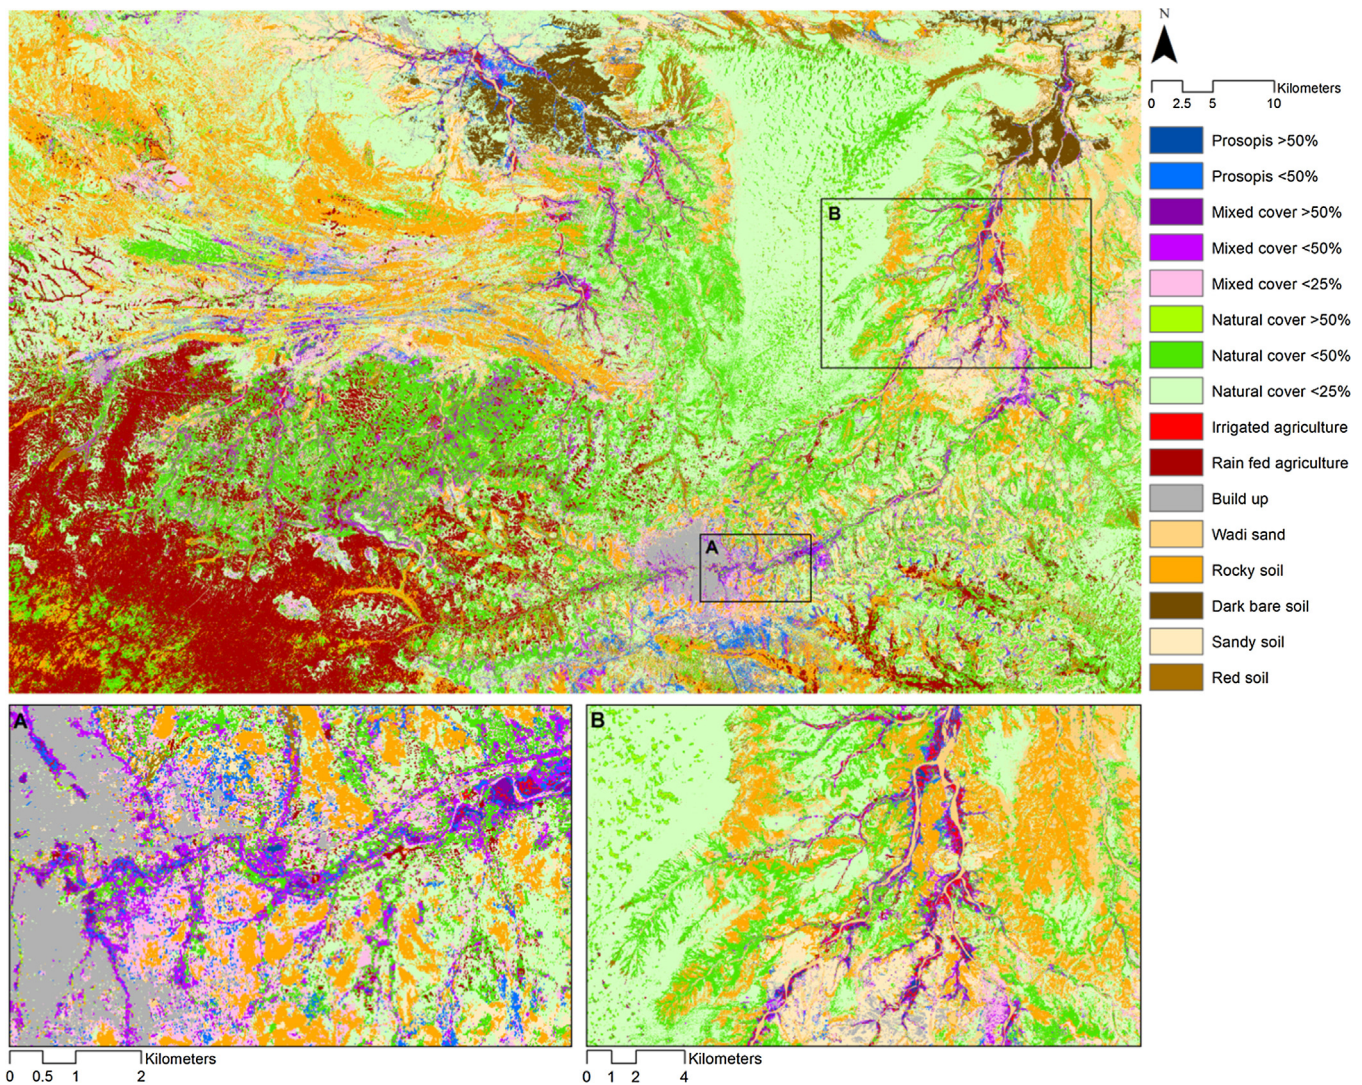 N
Kilometers
0 2.5 5 10
Prosopis >50%
Prosopis <50%
Mixed cover >50%
Mixed cover <50%
Mixed cover <25%
Natural cover >50%
Natural cover <50%
Natural cover <25%
Irrigated agriculture
Rain fed agriculture
Build up
Wadi sand
Rocky soil
Dark bare soil
Sandy soil
Red soil
B
A
A
Kilometers
0 0.5 1 2
B
Kilometers
0 1 2 4